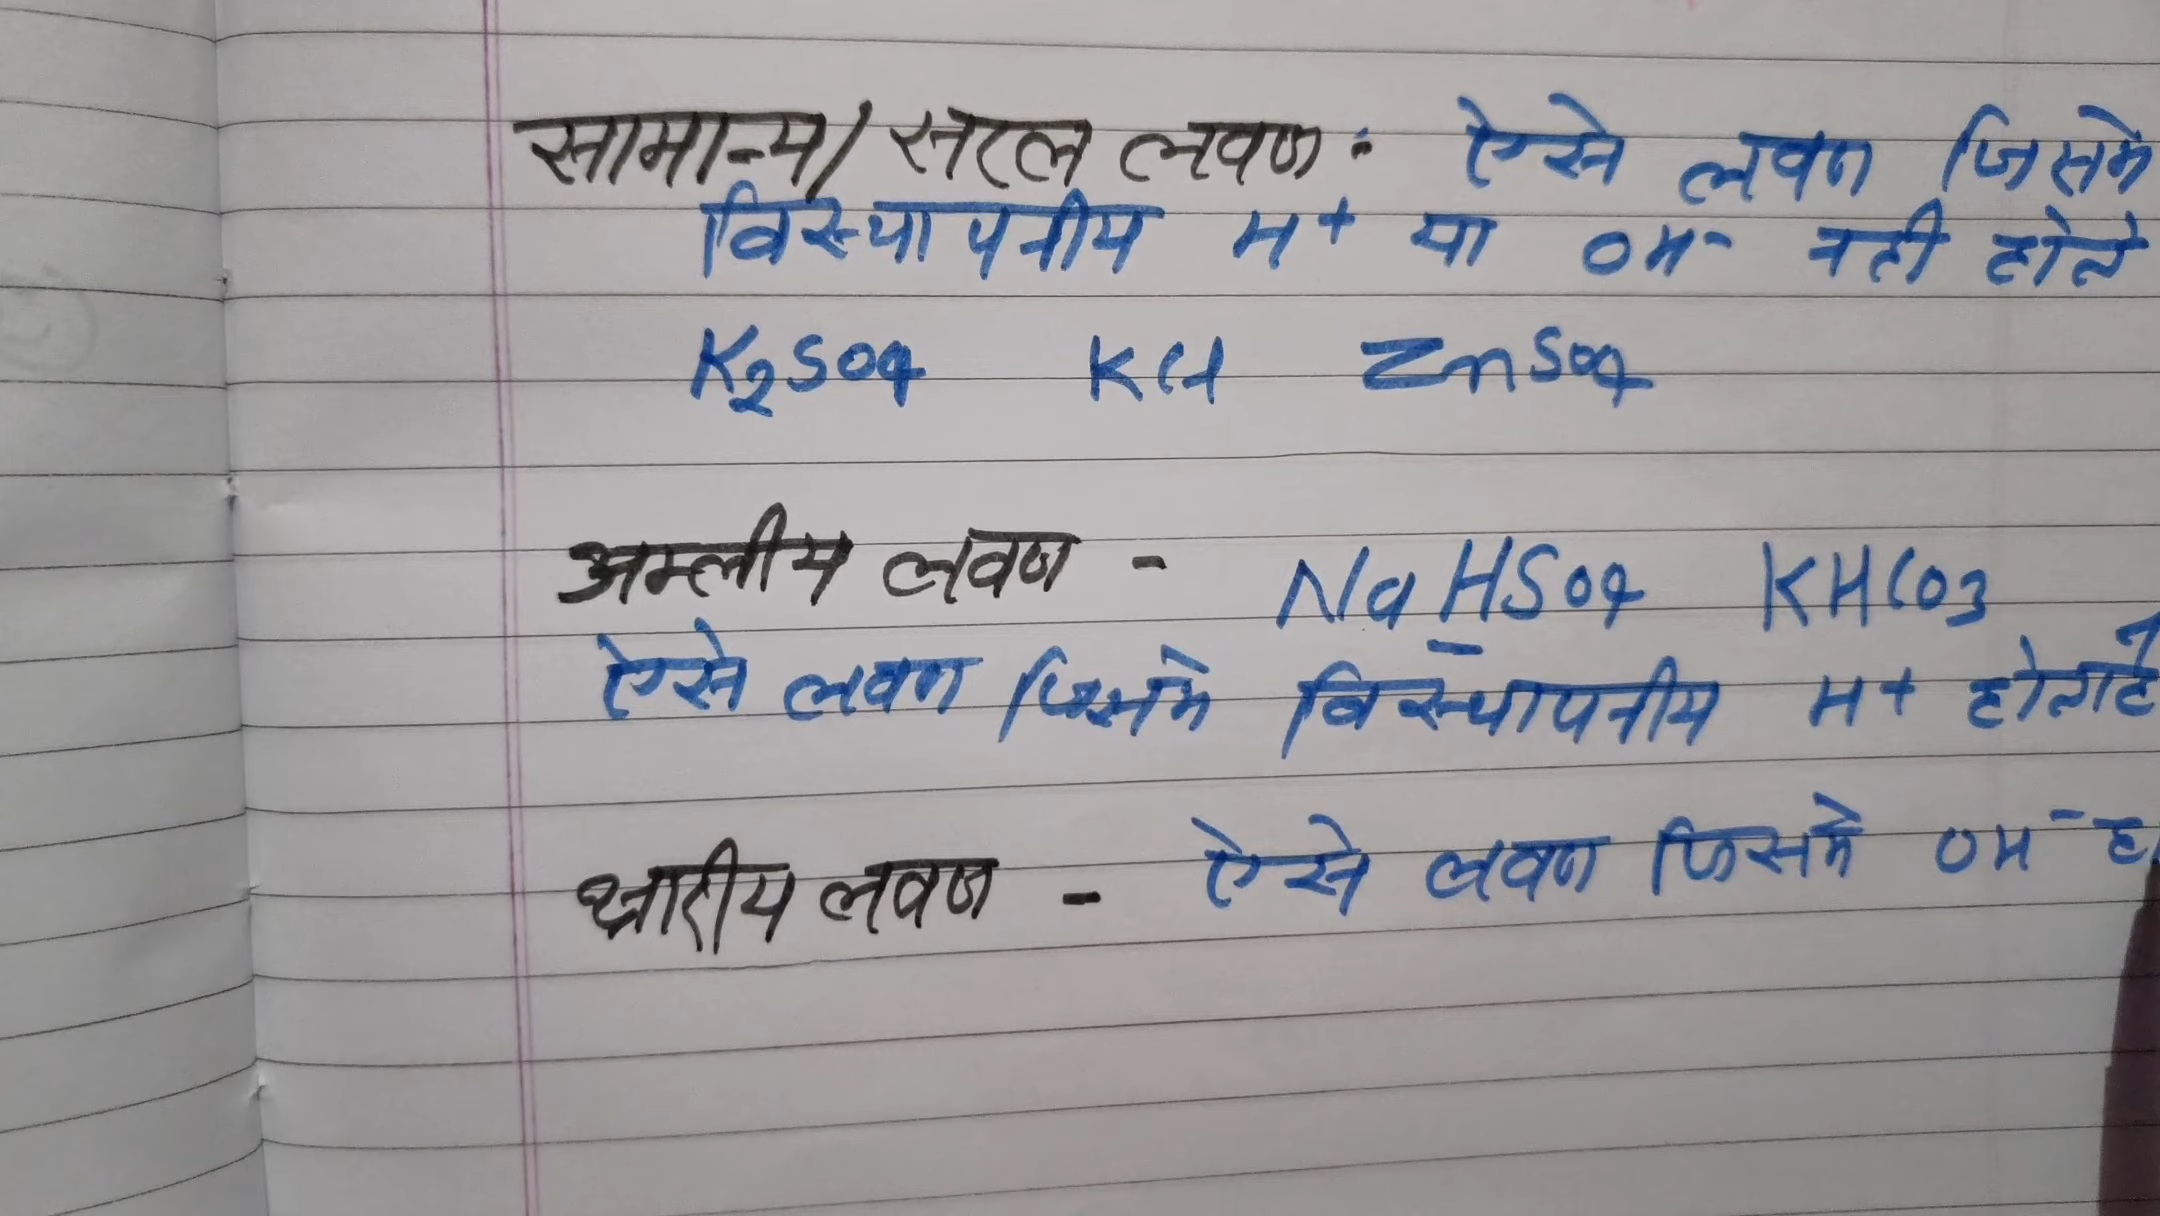 सामान्य/ सरल लवण : ऐसे लवण जिसमे
विस्थापनीय H+ या OH- नही होते
K2SO4 KCl ZnSO4
अम्लीय लवण - NaHSO4 KHCO3
ऐसे लवण जिसमे विस्थापनीय H+ होता है
क्षारीय लवण - ऐसे लवण जिसमे OH-